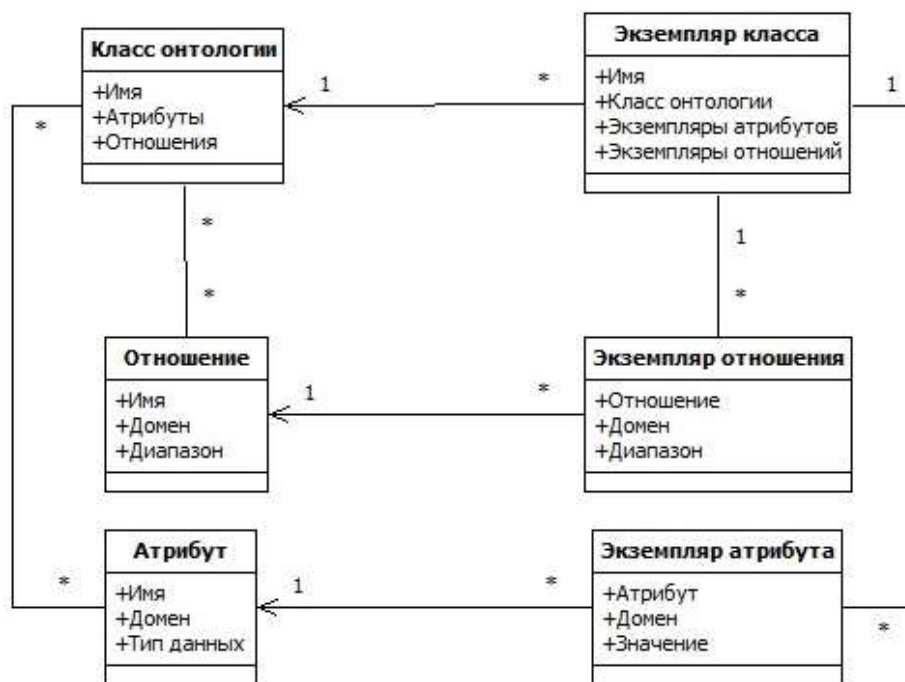 Класс онтологии
+Имя
+Атрибуты
+Отношения
Экземпляр класса
+Имя
+Класс онтологии
+Экземпляры атрибутов
+Экземпляры отношений
1
*
1
*
*
1
*
*
Отношение
+Имя
+Домен
+Диапазон
Экземпляр отношения
+Отношение
+Домен
+Диапазон
1
*
Атрибут
+Имя
+Домен
+Тип данных
Экземпляр атрибута
+Атрибут
+Домен
+Значение
*
1
*
*